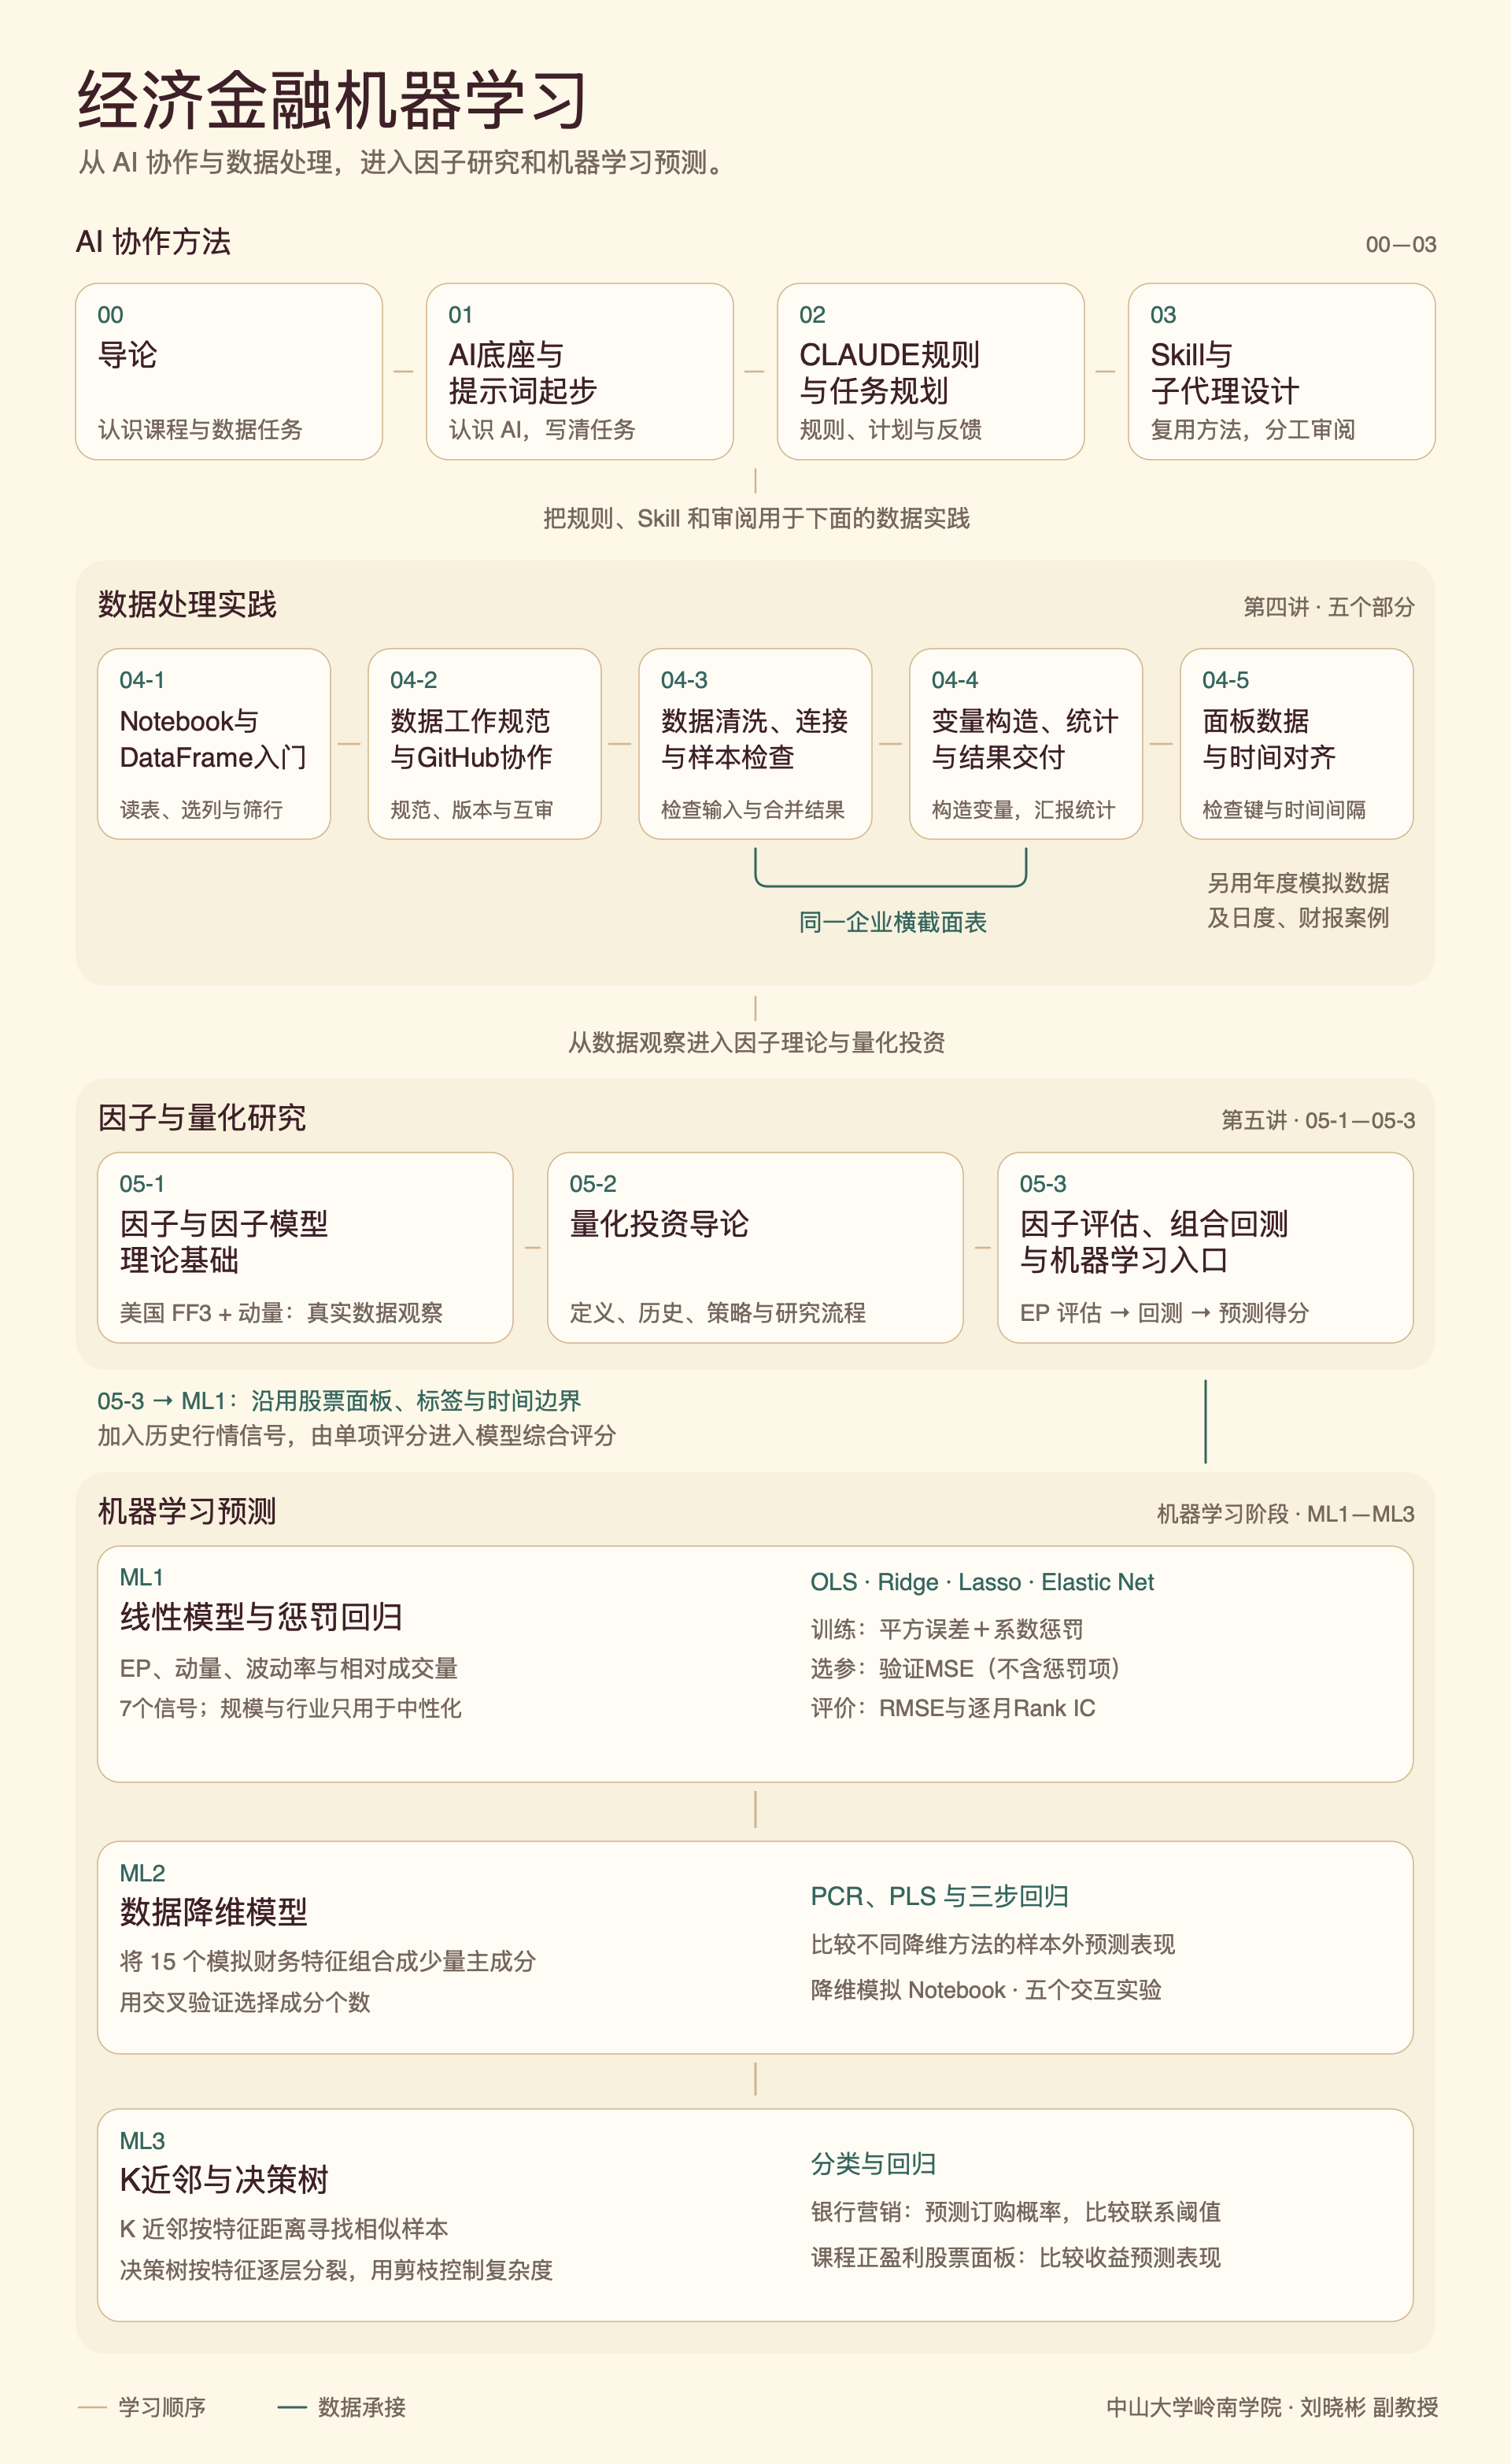 经济金融机器学习
从 AI 协作与数据处理，进入因子研究和机器学习预测。
AI 协作方法
00—03
00
导论
认识课程与数据任务
01
AI底座与
提示词起步
认识 AI，写清任务
02
CLAUDE规则
与任务规划
规则、计划与反馈
03
Skill与
子代理设计
复用方法，分工审阅
把规则、Skill 和审阅用于下面的数据实践
数据处理实践
第四讲 · 五个部分
04-1
Notebook与
DataFrame入门
读表、选列与筛行
04-2
数据工作规范
与GitHub协作
规范、版本与互审
04-3
数据清洗、连接
与样本检查
检查输入与合并结果
04-4
变量构造、统计
与结果交付
构造变量，汇报统计
04-5
面板数据
与时间对齐
检查键与时间间隔
同一企业横截面表
另用年度模拟数据
及日度、财报案例
从数据观察进入因子理论与量化投资
因子与量化研究
第五讲 · 05-1—05-3
05-1
因子与因子模型
理论基础
美国 FF3 + 动量：真实数据观察
05-2
量化投资导论
定义、历史、策略与研究流程
05-3
因子评估、组合回测
与机器学习入口
EP 评估 → 回测 → 预测得分
05-3 → ML1：沿用股票面板、标签与时间边界
加入历史行情信号，由单项评分进入模型综合评分
机器学习预测
机器学习阶段 · ML1—ML3
ML1
线性模型与惩罚回归
EP、动量、波动率与相对成交量
7个信号；规模与行业只用于中性化
OLS · Ridge · Lasso · Elastic Net
训练：平方误差＋系数惩罚
选参：验证MSE（不含惩罚项）
评价：RMSE与逐月Rank IC
ML2
数据降维模型
将 15 个模拟财务特征组合成少量主成分
用交叉验证选择成分个数
PCR、PLS 与三步回归
比较不同降维方法的样本外预测表现
降维模拟 Notebook · 五个交互实验
ML3
K近邻与决策树
K 近邻按特征距离寻找相似样本
决策树按特征逐层分裂，用剪枝控制复杂度
分类与回归
银行营销：预测订购概率，比较联系阈值
课程正盈利股票面板：比较收益预测表现
学习顺序
数据承接
中山大学岭南学院 · 刘晓彬 副教授